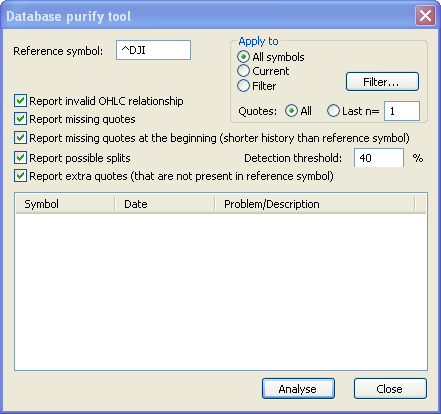 Database purify tool
Reference symbol: ^DJI
Apply to
All symbols
Current
Filter
Filter...
Quotes: All Last n= 1
Report invalid OHLC relationship
Report missing quotes
Report missing quotes at the beginning (shorter history than reference symbol)
Report possible splits Detection threshold: 40 %
Report extra quotes (that are not present in reference symbol)
Symbol Date Problem/Description
Analyse Close